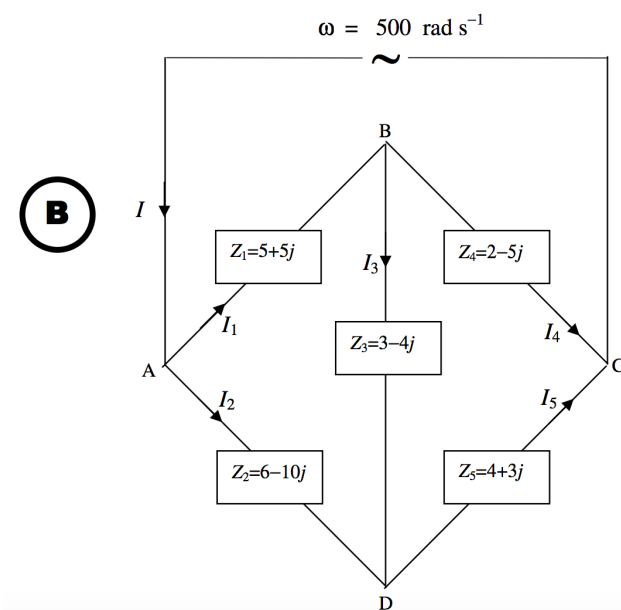 ω = 500 rad s⁻¹
~
B
B
I
Z₁=5+5j
Z₄=2−5j
I₃
I₁
Z₃=3−4j
I₄
A
C
I₂
I₅
Z₂=6−10j
Z₅=4+3j
D